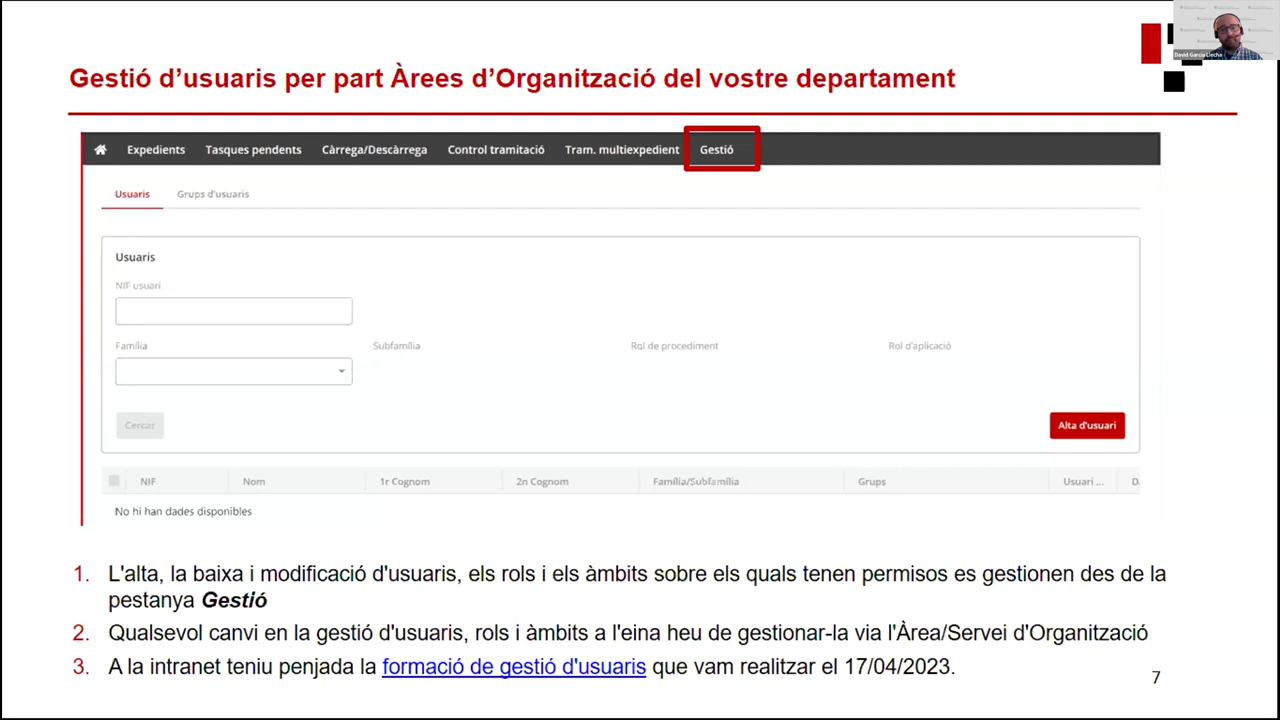 David Garcia Llecha
Gestió d'usuaris per part Àrees d'Organització del vostre departament
Expedients Tasques pendents Càrrega/Descàrrega Control tramitació Tram. multiexpedient Gestió
Usuaris Grups d'usuaris
Usuaris
NIF usuari
Família Subfamília Rol de procediment Rol d'aplicació
Cercar Alta d'usuari
NIF Nom 1r Cognom 2n Cognom Família/Subfamília Grups Usuari ...
No hi han dades disponibles
1. L'alta, la baixa i modificació d'usuaris, els rols i els àmbits sobre els quals tenen permisos es gestionen des de la
pestanya Gestió
2. Qualsevol canvi en la gestió d'usuaris, rols i àmbits a l'eina heu de gestionar-la via l'Àrea/Servei d'Organització
3. A la intranet teniu penjada la formació de gestió d'usuaris que vam realitzar el 17/04/2023.
7